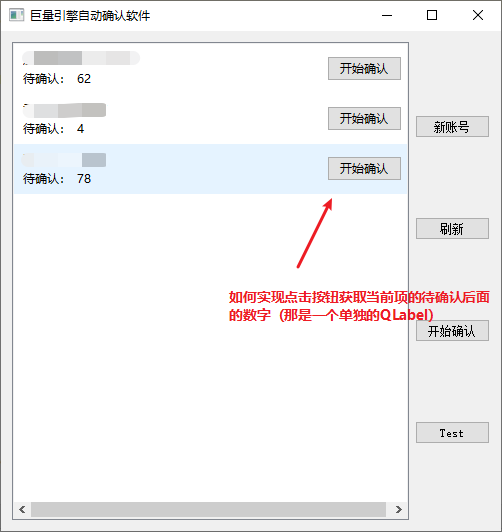 巨量引擎自动确认软件
待确认： 62
开始确认
待确认： 4
开始确认
待确认： 78
开始确认
新账号
刷新
如何实现点击按钮获取当前项的待确认后面
的数字（那是一个单独的QLabel）
开始确认
Test